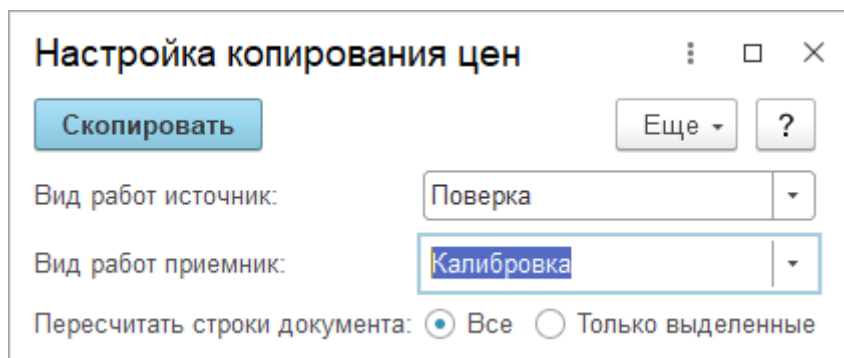 Настройка копирования цен
Скопировать
Еще
?
Вид работ источник: Поверка
Вид работ приемник: Калибровка
Пересчитать строки документа: Все Только выделенные